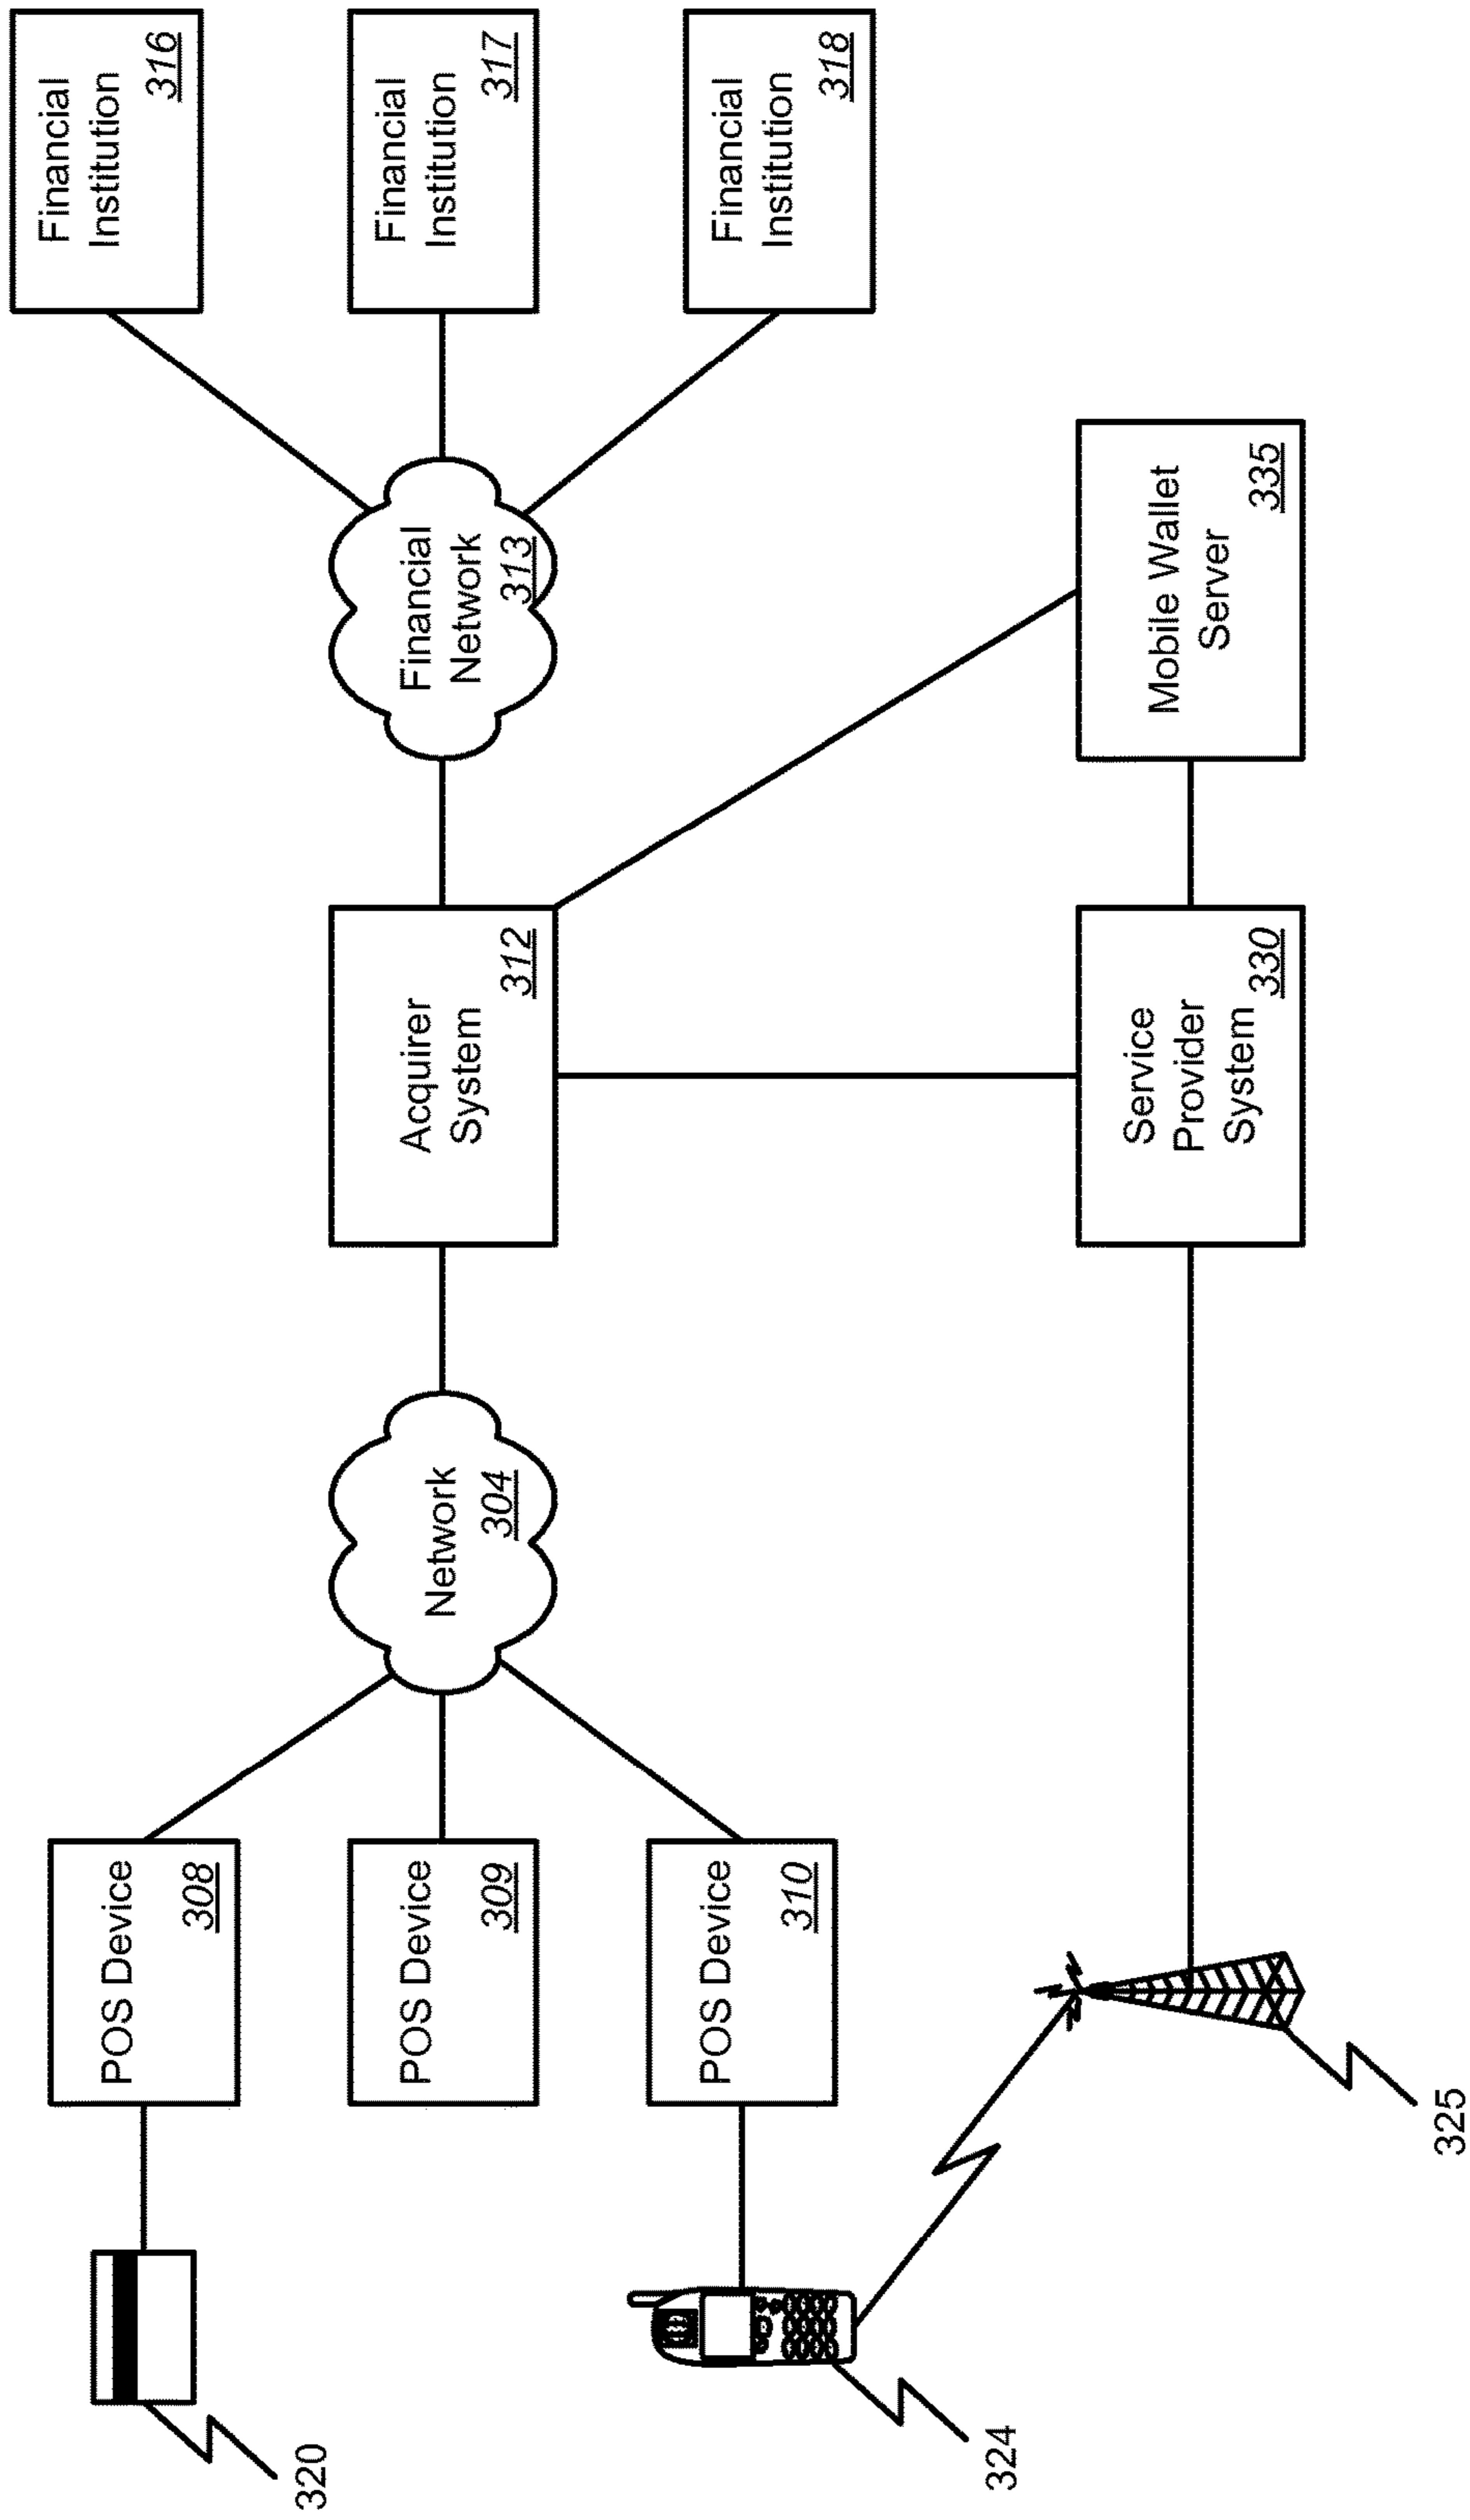 320
POS Device
308
POS Device
309
324
POS Device
310
325
Network
304
Acquirer
System
312
Service
Provider
System
330
Financial
Network
313
Mobile Wallet
Server
335
Financial
Institution
316
Financial
Institution
317
Financial
Institution
318